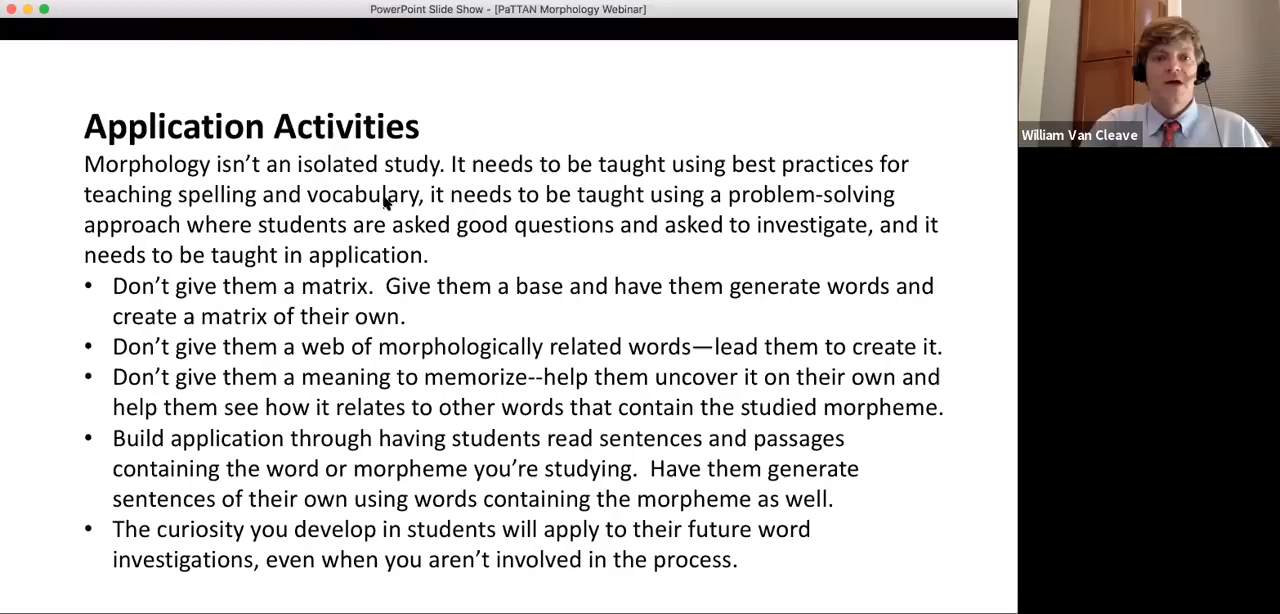 PowerPoint Slide Show - [PaTTAN Morphology Webinar]
William Van Cleave
Application Activities
Morphology isn’t an isolated study. It needs to be taught using best practices for
teaching spelling and vocabulary, it needs to be taught using a problem-solving
approach where students are asked good questions and asked to investigate, and it
needs to be taught in application.
• Don’t give them a matrix.  Give them a base and have them generate words and
create a matrix of their own.
• Don’t give them a web of morphologically related words—lead them to create it.
• Don’t give them a meaning to memorize--help them uncover it on their own and
help them see how it relates to other words that contain the studied morpheme.
• Build application through having students read sentences and passages
containing the word or morpheme you’re studying.  Have them generate
sentences of their own using words containing the morpheme as well.
• The curiosity you develop in students will apply to their future word
investigations, even when you aren’t involved in the process.